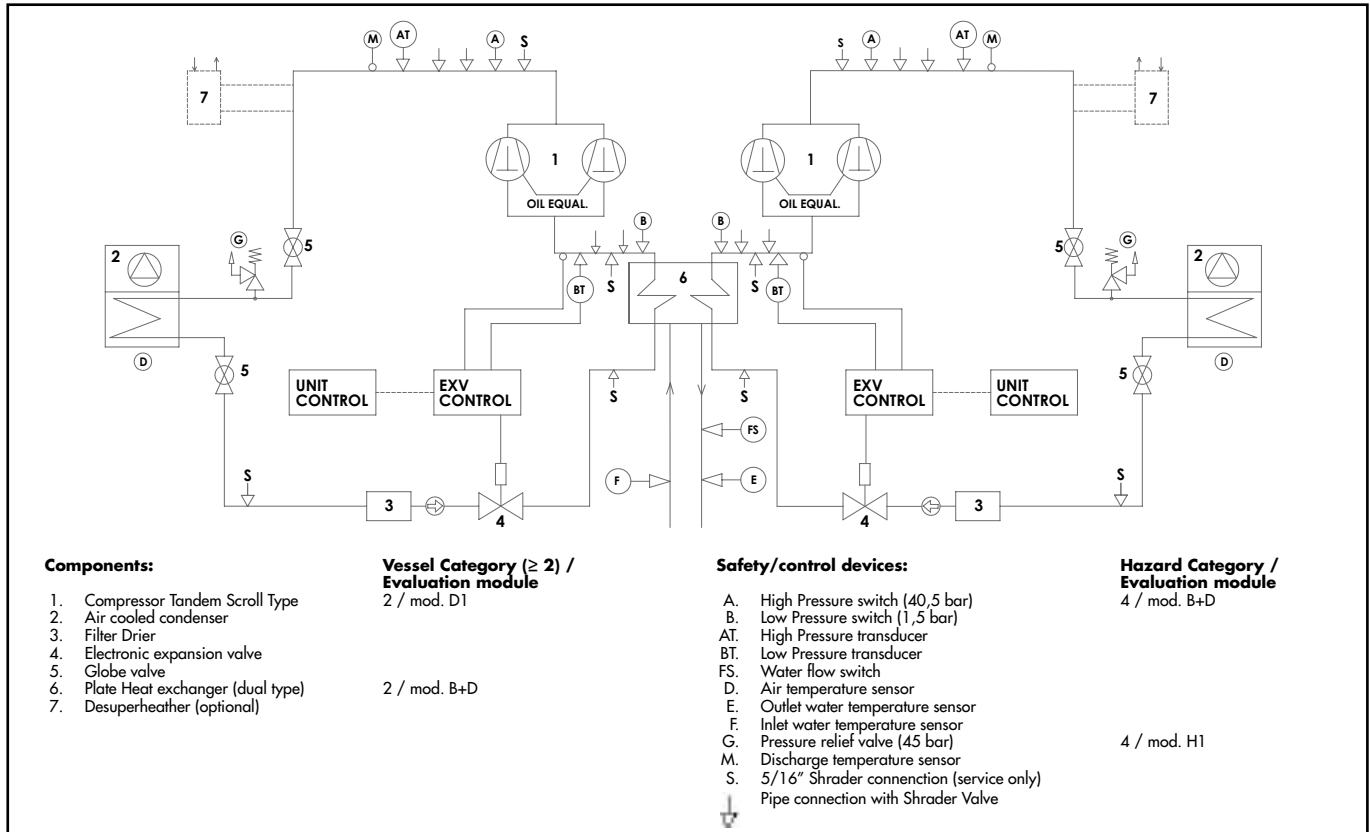 M AT A S S A AT M
7 7
1 1
OIL EQUAL. OIL EQUAL.
G 5 B B 5 G
2 6 2
BT S S BT
D 5 5 D
UNIT CONTROL EXV CONTROL S S EXV CONTROL UNIT CONTROL
FS
S F E S
3 4 4 3
Components: Vessel Category (≥ 2) / Evaluation module
1. Compressor Tandem Scroll Type 2 / mod. D1
2. Air cooled condenser
3. Filter Drier
4. Electronic expansion valve
5. Globe valve
6. Plate Heat exchanger (dual type) 2 / mod. B+D
7. Desuperheather (optional)
Safety/control devices: Hazard Category / Evaluation module
A. High Pressure switch (40,5 bar) 4 / mod. B+D
B. Low Pressure switch (1,5 bar)
AT. High Pressure transducer
BT. Low Pressure transducer
FS. Water flow switch
D. Air temperature sensor
E. Outlet water temperature sensor
F. Inlet water temperature sensor
G. Pressure relief valve (45 bar) 4 / mod. H1
M. Discharge temperature sensor
S. 5/16” Shrader connenction (service only)
Pipe connection with Shrader Valve